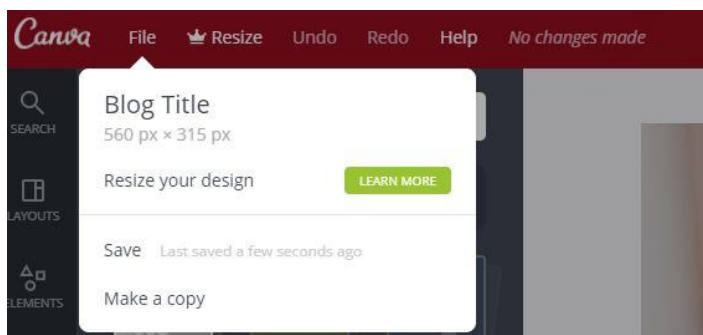 Canva File Resize Undo Redo Help No changes made
Blog Title
560 px × 315 px
SEARCH
Resize your design LEARN MORE
LAYOUTS
Save Last saved a few seconds ago
ELEMENTS
Make a copy